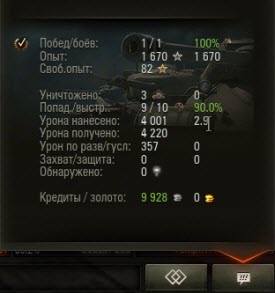 Побед/боёв: 1 / 1 100%
Опыт: 1 670 1 670
Своб.опыт: 82
Уничтожено: 3 0
Попад./выстр.: 9 / 10 90.0%
Урона нанесено: 4 001 2.9
Урона получено: 4 220
Урон по разв/гусл: 357 0
Захват/защита: 0 0
Обнаружено: 0
Кредиты / золото: 9 928 0